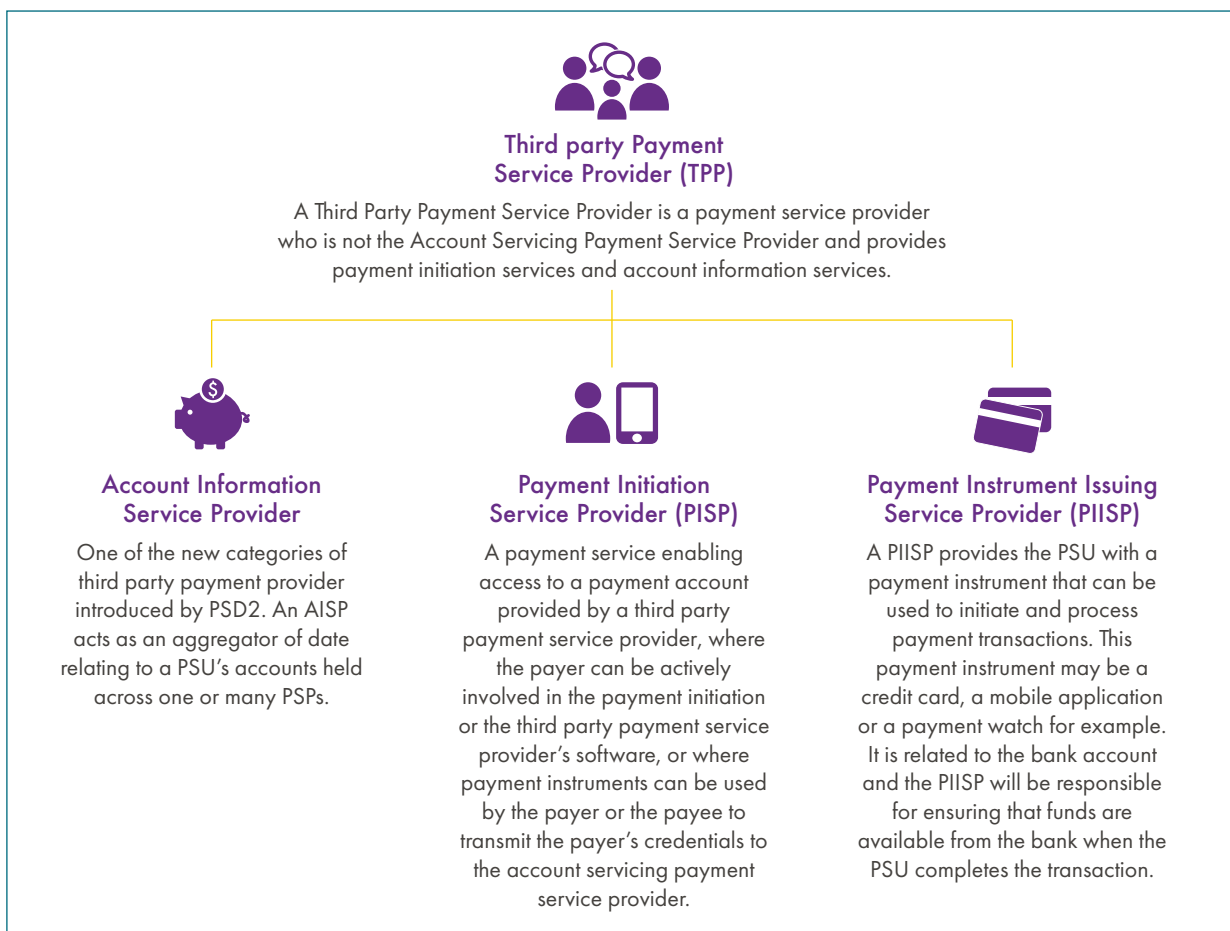 Third party Payment
Service Provider (TPP)
A Third Party Payment Service Provider is a payment service provider
who is not the Account Servicing Payment Service Provider and provides
payment initiation services and account information services.
$
Account Information
Service Provider
One of the new categories of
third party payment provider
introduced by PSD2. An AISP
acts as an aggregator of date
relating to a PSU's accounts held
across one or many PSPs.
Payment Initiation
Service Provider (PISP)
A payment service enabling
access to a payment account
provided by a third party
payment service provider, where
the payer can be actively
involved in the payment initiation
or the third party payment service
provider's software, or where
payment instruments can be used
by the payer or the payee to
transmit the payer's credentials to
the account servicing payment
service provider.
Payment Instrument Issuing
Service Provider (PIISP)
A PIISP provides the PSU with a
payment instrument that can be
used to initiate and process
payment transactions. This
payment instrument may be a
credit card, a mobile application
or a payment watch for example.
It is related to the bank account
and the PIISP will be responsible
for ensuring that funds are
available from the bank when the
PSU completes the transaction.